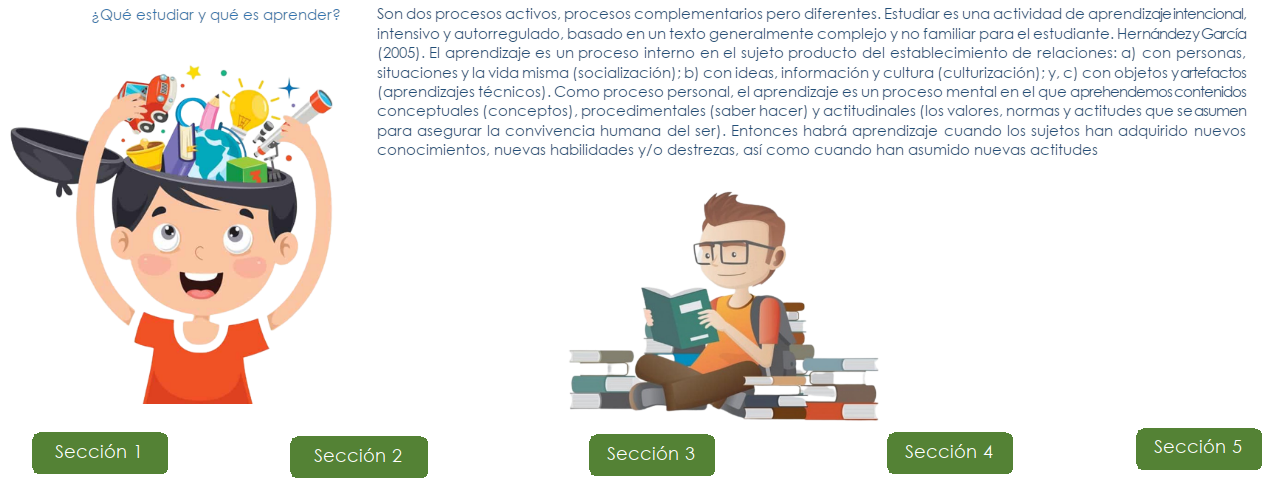 ¿Qué estudiar y qué es aprender?
Son dos procesos activos, procesos complementarios pero diferentes. Estudiar es una actividad de aprendizaje intencional,
intensivo y autorregulado, basado en un texto generalmente complejo y no familiar para el estudiante. Hernández y García
(2005). El aprendizaje es un proceso interno en el sujeto producto del establecimiento de relaciones: a) con personas,
situaciones y la vida misma (socialización); b) con ideas, información y cultura (culturización); y, c) con objetos y artefactos
(aprendizajes técnicos). Como proceso personal, el aprendizaje es un proceso mental en el que aprehendemos contenidos
conceptuales (conceptos), procedimentales (saber hacer) y actitudinales (los valores, normas y actitudes que se asumen
para asegurar la convivencia humana del ser). Entonces habrá aprendizaje cuando los sujetos han adquirido nuevos
conocimientos, nuevas habilidades y/o destrezas, así como cuando han asumido nuevas actitudes
Sección 1
Sección 2
Sección 3
Sección 4
Sección 5